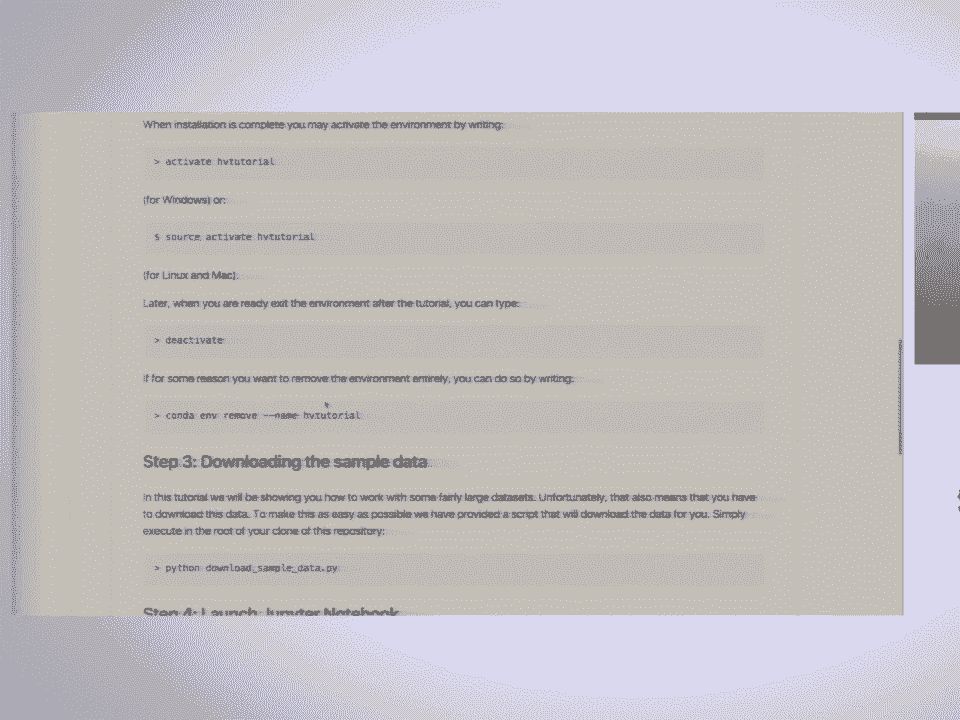 When installation is complete you may activate the environment by writing:
> activate hvtutorial
(for Windows) or:
$ source activate hvtutorial
(for Linux and Mac).
Later, when you are ready exit the environment after the tutorial, you can type:
> deactivate
If for some reason you want to remove the environment entirely, you can do so by writing:
> conda env remove --name hvtutorial
Step 3: Downloading the sample data
In this tutorial we will be showing you how to work with some fairly large datasets. Unfortunately, that also means that you have
to download this data. To make this as easy as possible we have provided a script that will download the data for you. Simply
execute in the root of your clone of this repository:
> python download_sample_data.py
Step 4: Launch Jupyter Notebook